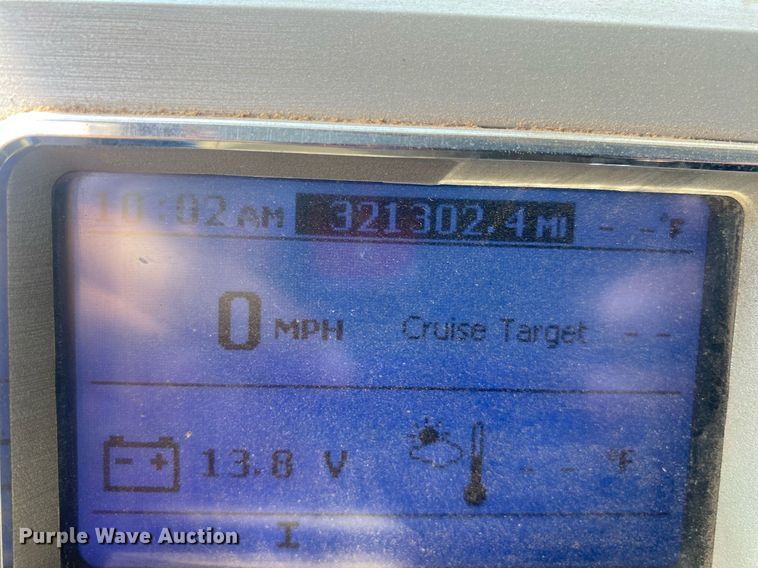 10:02 AM 321302.4 MI - -°F
0 MPH Cruise Target - -
- + 13.8 V - - °F
I
Purple Wave Auction